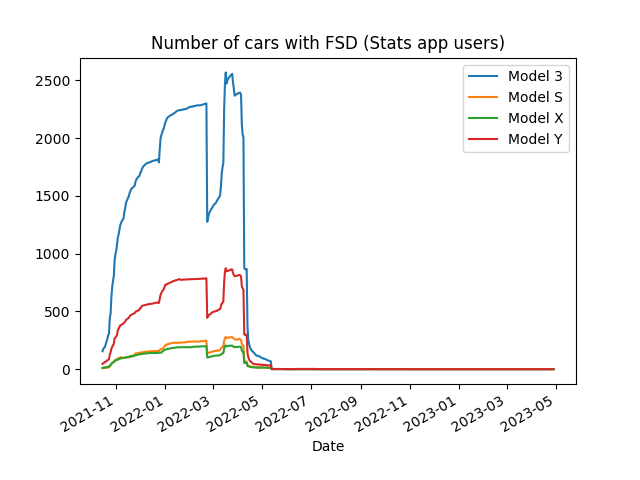 Number of cars with FSD (Stats app users)
Model 3
Model S
Model X
Model Y
2500
2000
1500
1000
500
0
2021-11
2022-01
2022-03
2022-05
2022-07
2022-09
2022-11
2023-01
2023-03
2023-05
Date